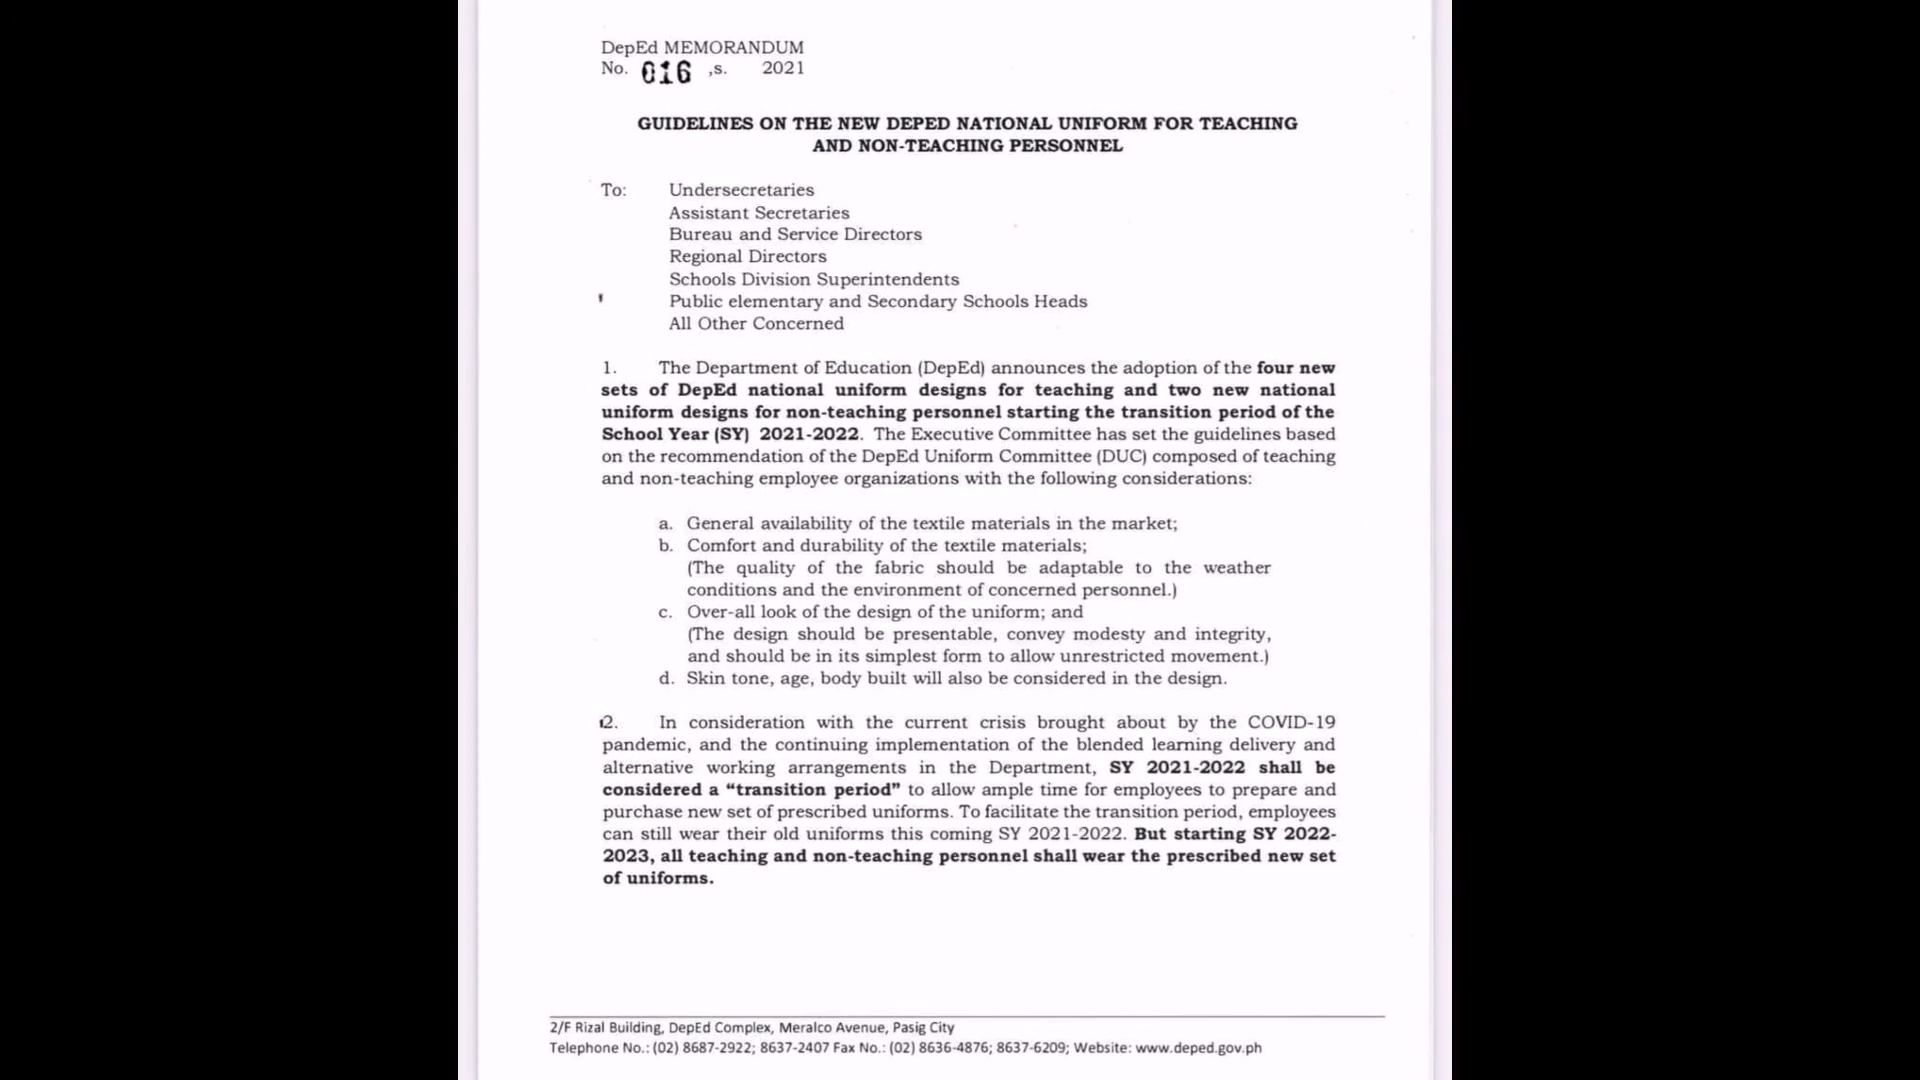 DepEd MEMORANDUM
No. 016 ,s. 2021
GUIDELINES ON THE NEW DEPED NATIONAL UNIFORM FOR TEACHING
AND NON-TEACHING PERSONNEL
To: Undersecretaries
Assistant Secretaries
Bureau and Service Directors
Regional Directors
Schools Division Superintendents
Public elementary and Secondary Schools Heads
All Other Concerned
1. The Department of Education (DepEd) announces the adoption of the four new
sets of DepEd national uniform designs for teaching and two new national
uniform designs for non-teaching personnel starting the transition period of the
School Year (SY) 2021-2022. The Executive Committee has set the guidelines based
on the recommendation of the DepEd Uniform Committee (DUC) composed of teaching
and non-teaching employee organizations with the following considerations:
a. General availability of the textile materials in the market;
b. Comfort and durability of the textile materials;
(The quality of the fabric should be adaptable to the weather
conditions and the environment of concerned personnel.)
c. Over-all look of the design of the uniform; and
(The design should be presentable, convey modesty and integrity,
and should be in its simplest form to allow unrestricted movement.)
d. Skin tone, age, body built will also be considered in the design.
2. In consideration with the current crisis brought about by the COVID-19
pandemic, and the continuing implementation of the blended learning delivery and
alternative working arrangements in the Department, SY 2021-2022 shall be
considered a “transition period” to allow ample time for employees to prepare and
purchase new set of prescribed uniforms. To facilitate the transition period, employees
can still wear their old uniforms this coming SY 2021-2022. But starting SY 2022-
2023, all teaching and non-teaching personnel shall wear the prescribed new set
of uniforms.
2/F Rizal Building, DepEd Complex, Meralco Avenue, Pasig City
Telephone No.: (02) 8687-2922; 8637-2407 Fax No.: (02) 8636-4876; 8637-6209; Website: www.deped.gov.ph